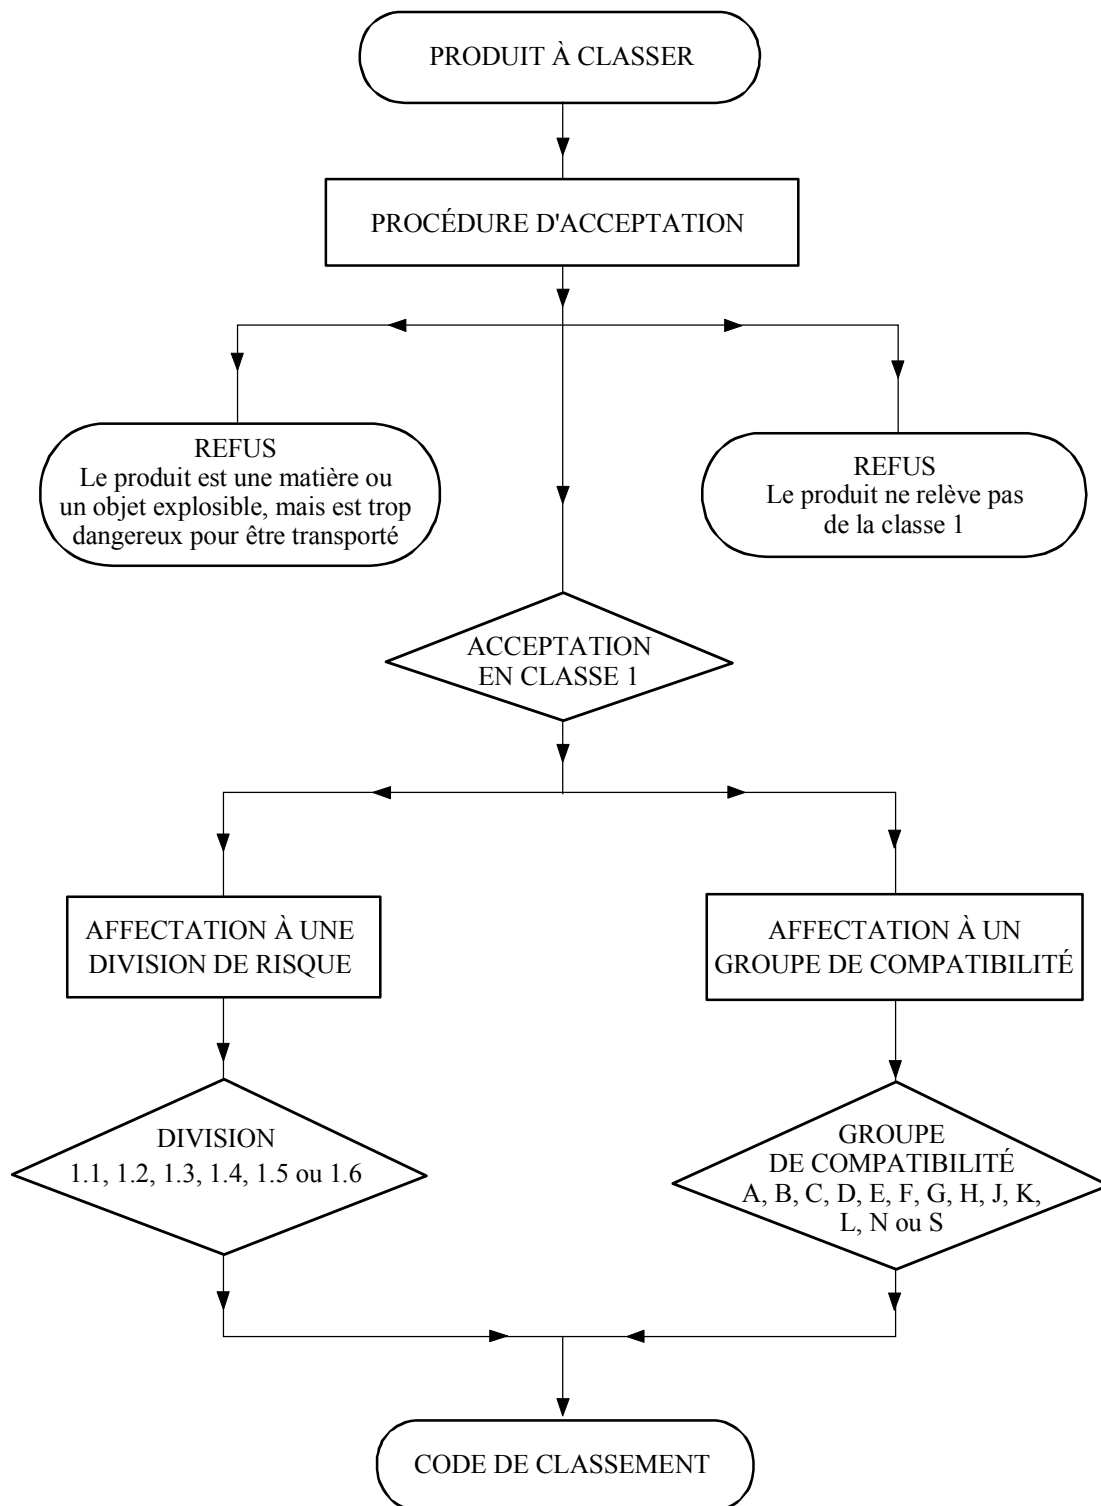 PRODUIT À CLASSER
PROCÉDURE D'ACCEPTATION
REFUS
Le produit est une matière ou
un objet explosible, mais est trop
dangereux pour être transporté
REFUS
Le produit ne relève pas
de la classe 1
ACCEPTATION
EN CLASSE 1
AFFECTATION À UNE
DIVISION DE RISQUE
AFFECTATION À UN
GROUPE DE COMPATIBILITÉ
DIVISION
1.1, 1.2, 1.3, 1.4, 1.5 ou 1.6
GROUPE
DE COMPATIBILITÉ
A, B, C, D, E, F, G, H, J, K,
L, N ou S
CODE DE CLASSEMENT